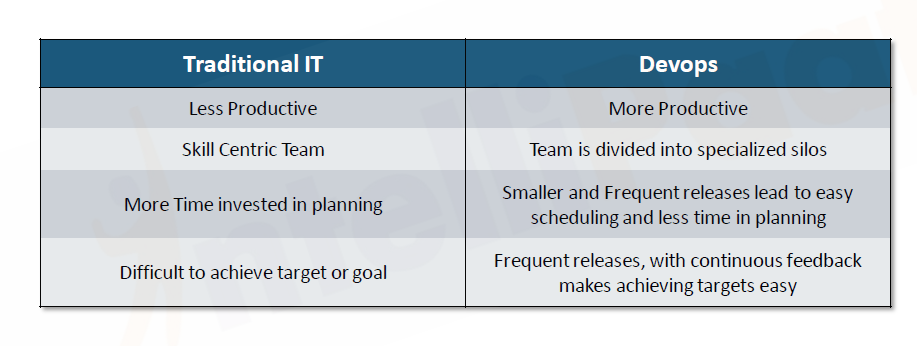 Traditional IT
Devops
Less Productive
More Productive
Skill Centric Team
Team is divided into specialized silos
More Time invested in planning
Smaller and Frequent releases lead to easy
scheduling and less time in planning
Difficult to achieve target or goal
Frequent releases, with continuous feedback
makes achieving targets easy